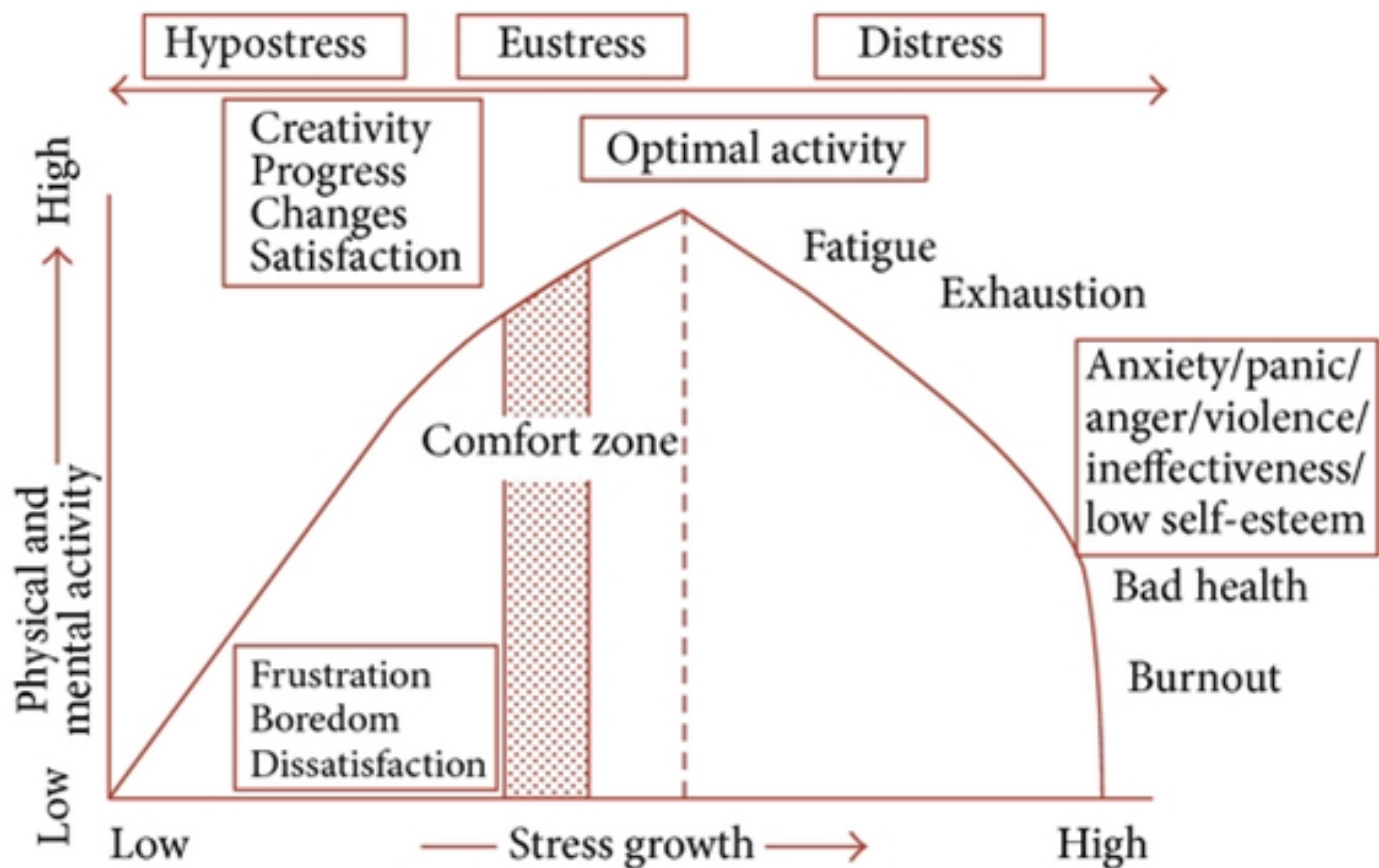 Hypostress
Eustress
Distress
Creativity
Progress
Changes
Satisfaction
Optimal activity
High
Fatigue
Exhaustion
Anxiety/panic/
anger/violence/
ineffectiveness/
low self-esteem
Comfort zone
Physical and
mental activity
Bad health
Burnout
Frustration
Boredom
Dissatisfaction
Low
Low
Stress growth
High